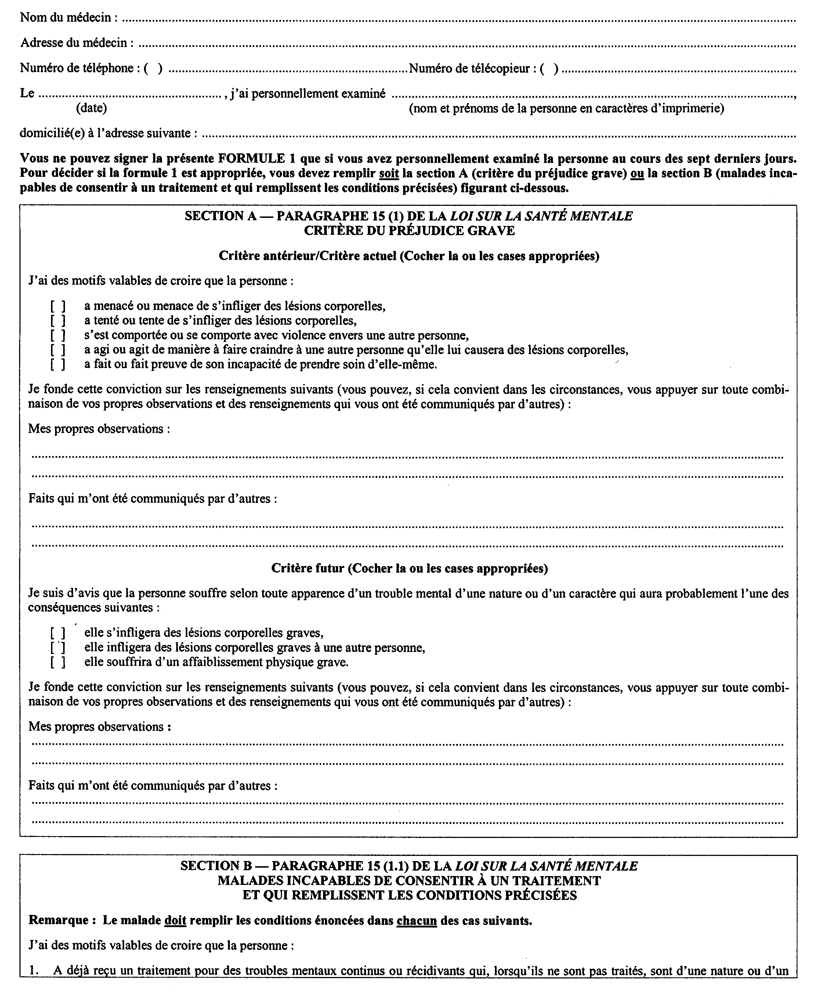 Nom du médecin : ........................................
Adresse du médecin : ........................................
Numéro de téléphone : ( ) ........................................ Numéro de télécopieur : ( ) ........................................
Le ........................................ , j'ai personnellement examiné ........................................,
(date) (nom et prénoms de la personne en caractères d'imprimerie)
domicilié(e) à l'adresse suivante : ........................................
Vous ne pouvez signer la présente FORMULE 1 que si vous avez personnellement examiné la personne au cours des sept derniers jours.
Pour décider si la formule 1 est appropriée, vous devez remplir soit la section A (critère du préjudice grave) ou la section B (malades inca-
pables de consentir à un traitement et qui remplissent les conditions précisées) figurant ci-dessous.
SECTION A — PARAGRAPHE 15 (1) DE LA LOI SUR LA SANTÉ MENTALE
CRITÈRE DU PRÉJUDICE GRAVE
Critère antérieur/Critère actuel (Cocher la ou les cases appropriées)
J'ai des motifs valables de croire que la personne :
[ ] a menacé ou menace de s'infliger des lésions corporelles,
[ ] a tenté ou tente de s'infliger des lésions corporelles,
[ ] s'est comportée ou se comporte avec violence envers une autre personne,
[ ] a agi ou agit de manière à faire craindre à une autre personne qu'elle lui causera des lésions corporelles,
[ ] a fait ou fait preuve de son incapacité de prendre soin d'elle-même.
Je fonde cette conviction sur les renseignements suivants (vous pouvez, si cela convient dans les circonstances, vous appuyer sur toute combi-
naison de vos propres observations et des renseignements qui vous ont été communiqués par d'autres) :
Mes propres observations :
........................................
........................................
Faits qui m'ont été communiqués par d'autres :
........................................
........................................
Critère futur (Cocher la ou les cases appropriées)
Je suis d'avis que la personne souffre selon toute apparence d'un trouble mental d'une nature ou d'un caractère qui aura probablement l'une des
conséquences suivantes :
[ ] elle s'infligera des lésions corporelles graves,
[ ] elle infligera des lésions corporelles graves à une autre personne,
[ ] elle souffrira d'un affaiblissement physique grave.
Je fonde cette conviction sur les renseignements suivants (vous pouvez, si cela convient dans les circonstances, vous appuyer sur toute combi-
naison de vos propres observations et des renseignements qui vous ont été communiqués par d'autres) :
Mes propres observations :
........................................
........................................
Faits qui m'ont été communiqués par d'autres :
........................................
........................................
SECTION B — PARAGRAPHE 15 (1.1) DE LA LOI SUR LA SANTÉ MENTALE
MALADES INCAPABLES DE CONSENTIR À UN TRAITEMENT
ET QUI REMPLISSENT LES CONDITIONS PRÉCISÉES
Remarque : Le malade doit remplir les conditions énoncées dans chacun des cas suivants.
J'ai des motifs valables de croire que la personne :
1. A déjà reçu un traitement pour des troubles mentaux continus ou récidivants qui, lorsqu'ils ne sont pas traités, sont d'une nature ou d'un